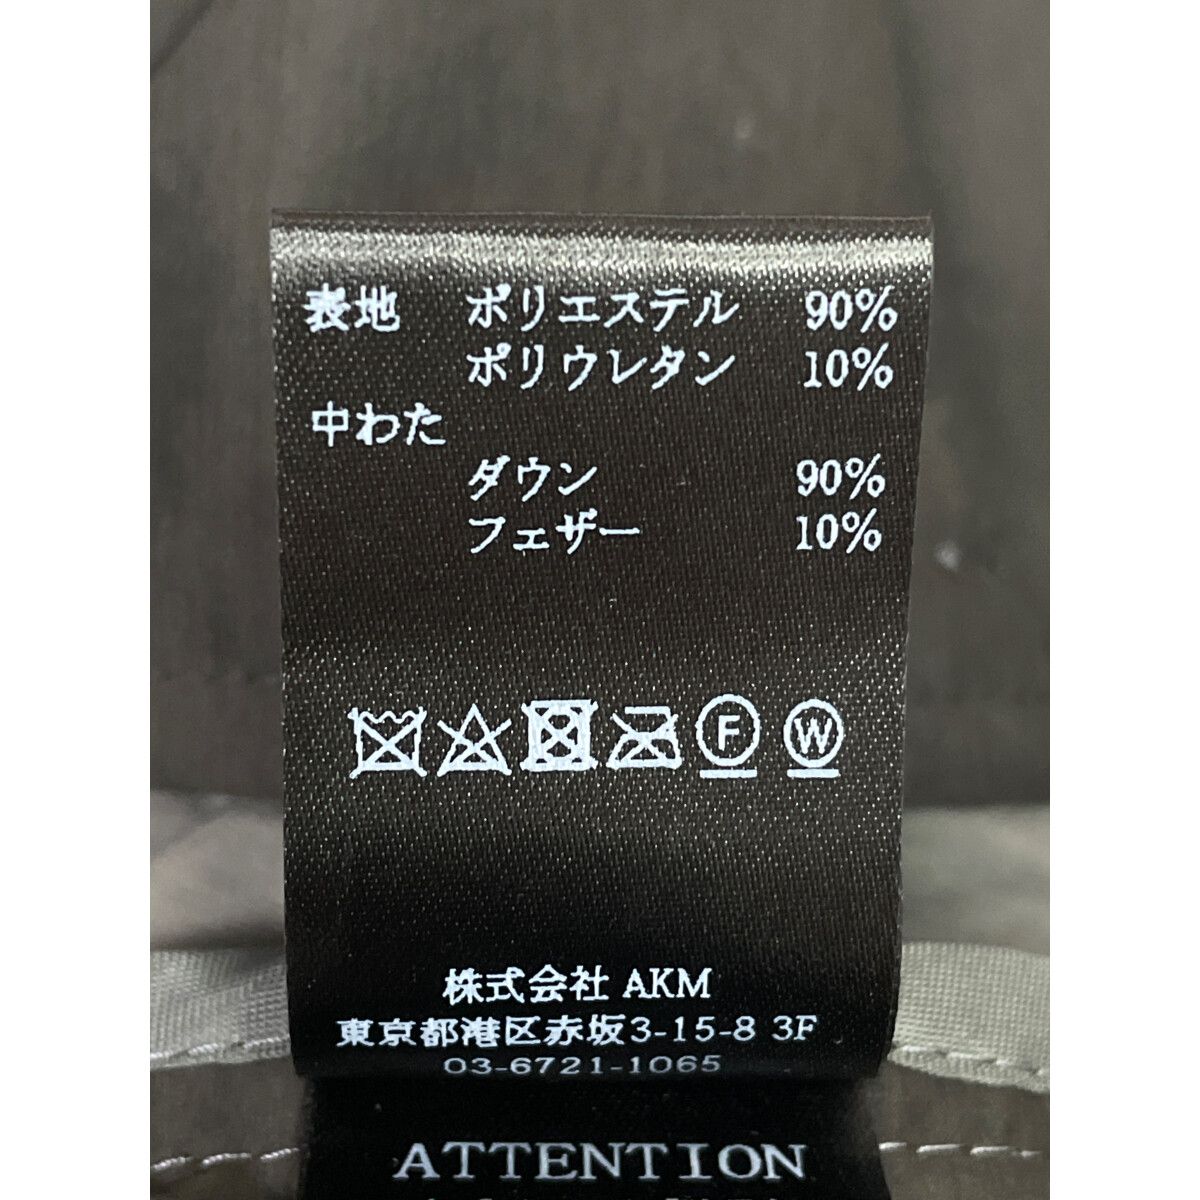 表地 ポリエステル 90%
ポリウレタン 10%
中わた
ダウン 90%
フェザー 10%
F W
株式会社 AKM
東京都港区赤坂3-15-8 3F
03-6721-1065
ATTENTION